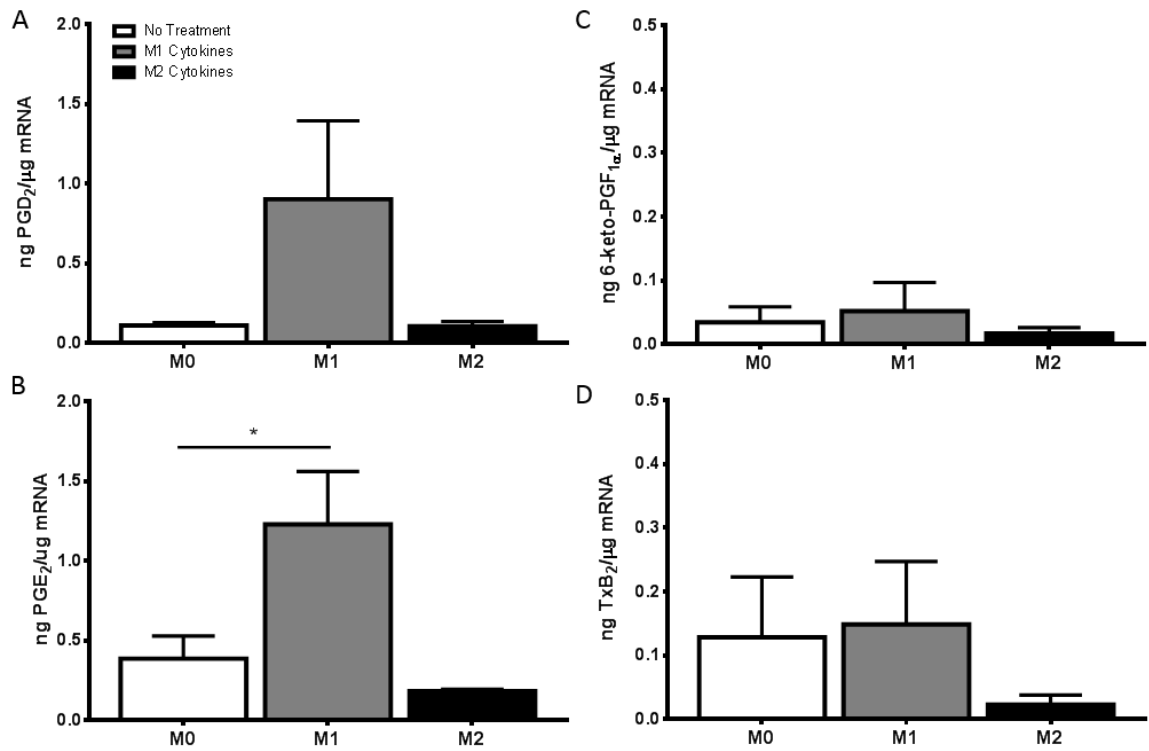 A
No Treatment
M1 Cytokines
M2 Cytokines
ng PGD₂/µg mRNA
2.0
1.5
1.0
0.5
0.0
M0 M1 M2
B
ng PGE₂/ug mRNA
2.0
1.5
1.0
0.5
0.0
*
M0 M1 M2
C
ng 6-keto-PGF₁α/µg mRNA
0.5
0.4
0.3
0.2
0.1
0.0
M0 M1 M2
D
ng TxB₂/µg mRNA
0.5
0.4
0.3
0.2
0.1
0.0
M0 M1 M2